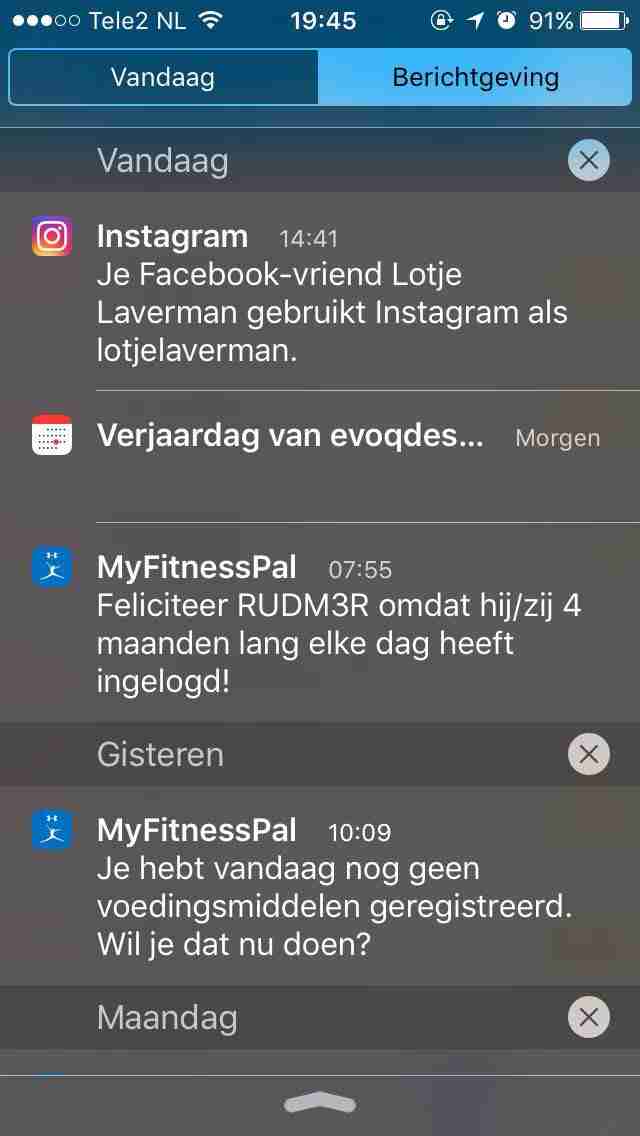 Tele2 NL 19:45 91%
Vandaag Berichtgeving
Vandaag
Instagram 14:41
Je Facebook-vriend Lotje
Laverman gebruikt Instagram als
lotjelaverman.
Verjaardag van evoqdes... Morgen
MyFitnessPal 07:55
Feliciteer RUDM3R omdat hij/zij 4
maanden lang elke dag heeft
ingelogd!
Gisteren
MyFitnessPal 10:09
Je hebt vandaag nog geen
voedingsmiddelen geregistreerd.
Wil je dat nu doen?
Maandag